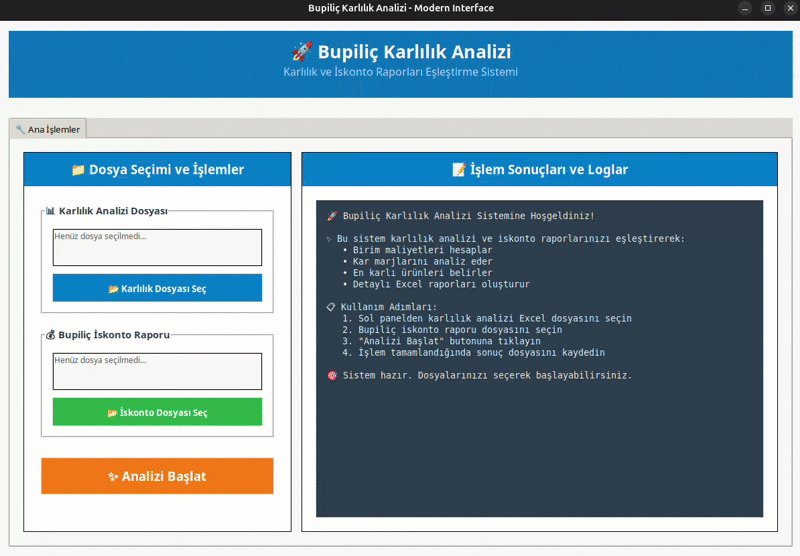 Bupiliç Karlılık Analizi - Modern Interface
🚀 Bupiliç Karlılık Analizi
Karlılık ve İskonto Raporları Eşleştirme Sistemi
🔧 Ana İşlemler
📁 Dosya Seçimi ve İşlemler
📊 Karlılık Analizi Dosyası
Henüz dosya seçilmedi...
📂 Karlılık Dosyası Seç
💰 Bupiliç İskonto Raporu
Henüz dosya seçilmedi...
📂 İskonto Dosyası Seç
✨ Analizi Başlat
📝 İşlem Sonuçları ve Loglar
🚀 Bupiliç Karlılık Analizi Sistemine Hoşgeldiniz!
✨ Bu sistem karlılık analizi ve iskonto raporlarınızı eşleştirerek:
• Birim maliyetleri hesaplar
• Kar marjlarını analiz eder
• En karlı ürünleri belirler
• Detaylı Excel raporları oluşturur
📋 Kullanım Adımları:
1. Sol panelden karlılık analizi Excel dosyasını seçin
2. Bupiliç iskonto raporu dosyasını seçin
3. "Analizi Başlat" butonuna tıklayın
4. İşlem tamamlandığında sonuç dosyasını kaydedin
🎯 Sistem hazır. Dosyalarınızı seçerek başlayabilirsiniz.